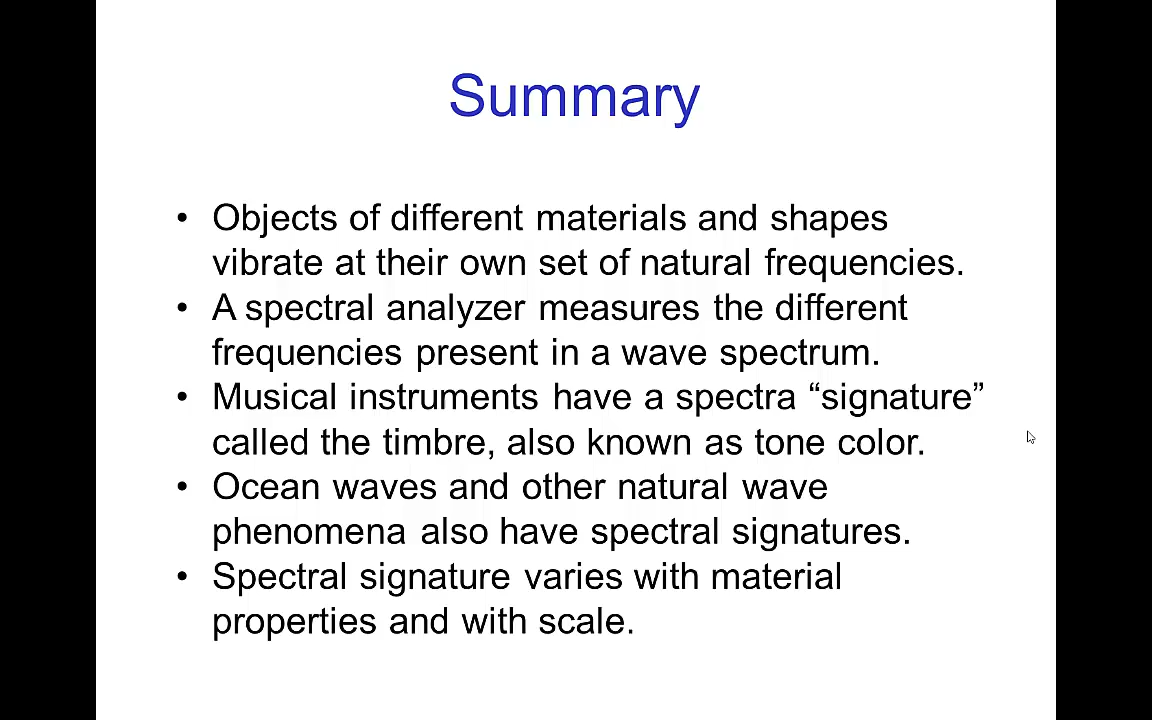 Summary
• Objects of different materials and shapes
vibrate at their own set of natural frequencies.
• A spectral analyzer measures the different
frequencies present in a wave spectrum.
• Musical instruments have a spectra “signature”
called the timbre, also known as tone color.
• Ocean waves and other natural wave
phenomena also have spectral signatures.
• Spectral signature varies with material
properties and with scale.